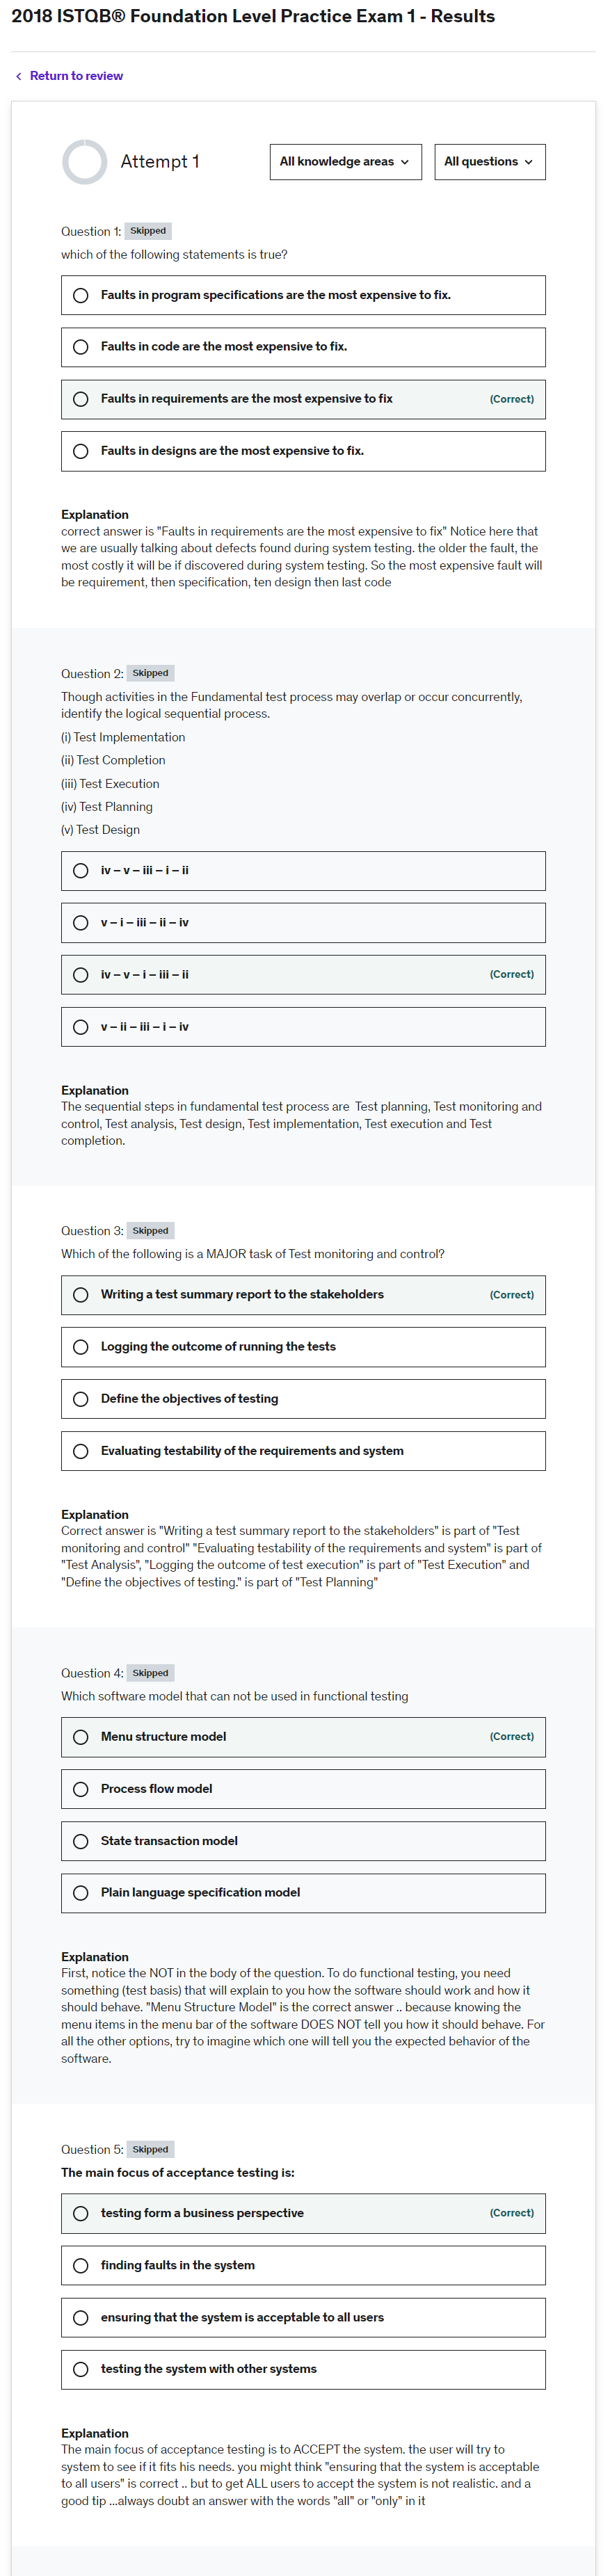 2018 ISTQB® Foundation Level Practice Exam 1 - Results
Return to review
Attempt 1
All knowledge areas
All questions
Question 1: Skipped
which of the following statements is true?
Faults in program specifications are the most expensive to fix.
Faults in code are the most expensive to fix.
Faults in requirements are the most expensive to fix (Correct)
Faults in designs are the most expensive to fix.
Explanation
correct answer is "Faults in requirements are the most expensive to fix" Notice here that
we are usually talking about defects found during system testing. the older the fault, the
most costly it will be if discovered during system testing. So the most expensive fault will
be requirement, then specification, ten design then last code
Question 2: Skipped
Though activities in the Fundamental test process may overlap or occur concurrently,
identify the logical sequential process.
(i) Test Implementation
(ii) Test Completion
(iii) Test Execution
(iv) Test Planning
(v) Test Design
iv – v – iii – i – ii
v – i – iii – ii – iv
iv – v – i – iii – ii (Correct)
v – ii – iii – i – iv
Explanation
The sequential steps in fundamental test process are  Test planning, Test monitoring and
control, Test analysis, Test design, Test implementation, Test execution and Test
completion.
Question 3: Skipped
Which of the following is a MAJOR task of Test monitoring and control?
Writing a test summary report to the stakeholders (Correct)
Logging the outcome of running the tests
Define the objectives of testing
Evaluating testability of the requirements and system
Explanation
Correct answer is "Writing a test summary report to the stakeholders" is part of "Test
monitoring and control" "Evaluating testability of the requirements and system" is part of
"Test Analysis", "Logging the outcome of test execution" is part of "Test Execution" and
"Define the objectives of testing." is part of "Test Planning"
Question 4: Skipped
Which software model that can not be used in functional testing
Menu structure model (Correct)
Process flow model
State transaction model
Plain language specification model
Explanation
First, notice the NOT in the body of the question. To do functional testing, you need
something (test basis) that will explain to you how the software should work and how it
should behave. "Menu Structure Model" is the correct answer .. because knowing the
menu items in the menu bar of the software DOES NOT tell you how it should behave. For
all the other options, try to imagine which one will tell you the expected behavior of the
software.
Question 5: Skipped
The main focus of acceptance testing is:
testing form a business perspective (Correct)
finding faults in the system
ensuring that the system is acceptable to all users
testing the system with other systems
Explanation
The main focus of acceptance testing is to ACCEPT the system. the user will try to
system to see if it fits his needs. you might think "ensuring that the system is acceptable
to all users" is correct .. but to get ALL users to accept the system is not realistic. and a
good tip ...always doubt an answer with the words "all" or "only" in it